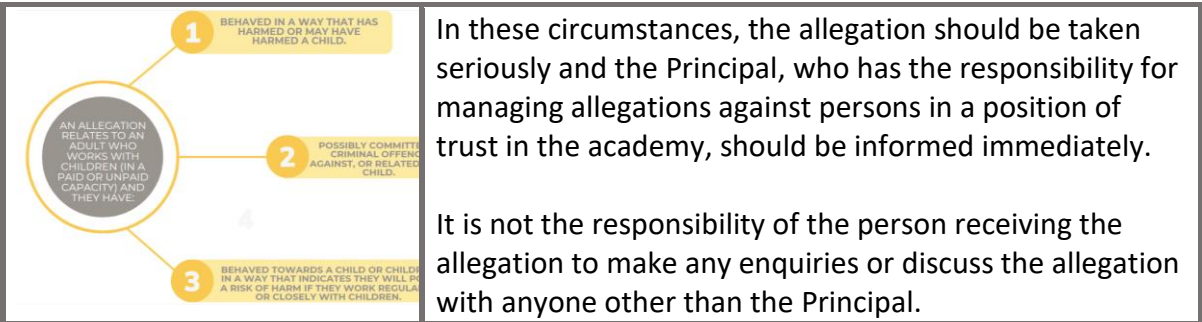 1
BEHAVED IN A WAY THAT HAS
HARMED OR MAY HAVE
HARMED A CHILD.
AN ALLEGATION
RELATES TO AN
ADULT WHO
WORKS WITH
CHILDREN (IN A
PAID OR UNPAID
CAPACITY) AND
THEY HAVE:
2
POSSIBLY
CRIMINAL
AGAINST, OR RELATED
CHILD.
4
3
BEHAVED TOWARDS A CHILD OR
IN A WAY THAT INDICATES THEY WILL
A RISK OF HARM IF THEY WORK
OR CLOSELY WITH CHILDREN.
In these circumstances, the allegation should be taken
seriously and the Principal, who has the responsibility for
managing allegations against persons in a position of
trust in the academy, should be informed immediately.
It is not the responsibility of the person receiving the
allegation to make any enquiries or discuss the allegation
with anyone other than the Principal.